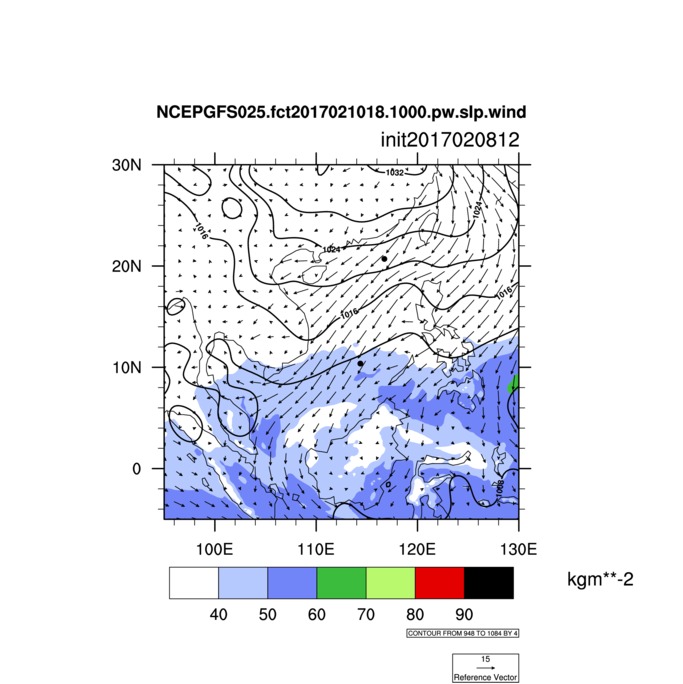 NCEPGFS025.fct2017021018.1000.pw.slp.wind
init2017020812
30N
1032
1024
1016
1024
20N
1016
1016
10N
0
0
1008
100E 110E 120E 130E
kgm**-2
40 50 60 70 80 90
CONTOUR FROM 948 TO 1084 BY 4
15
Reference Vector